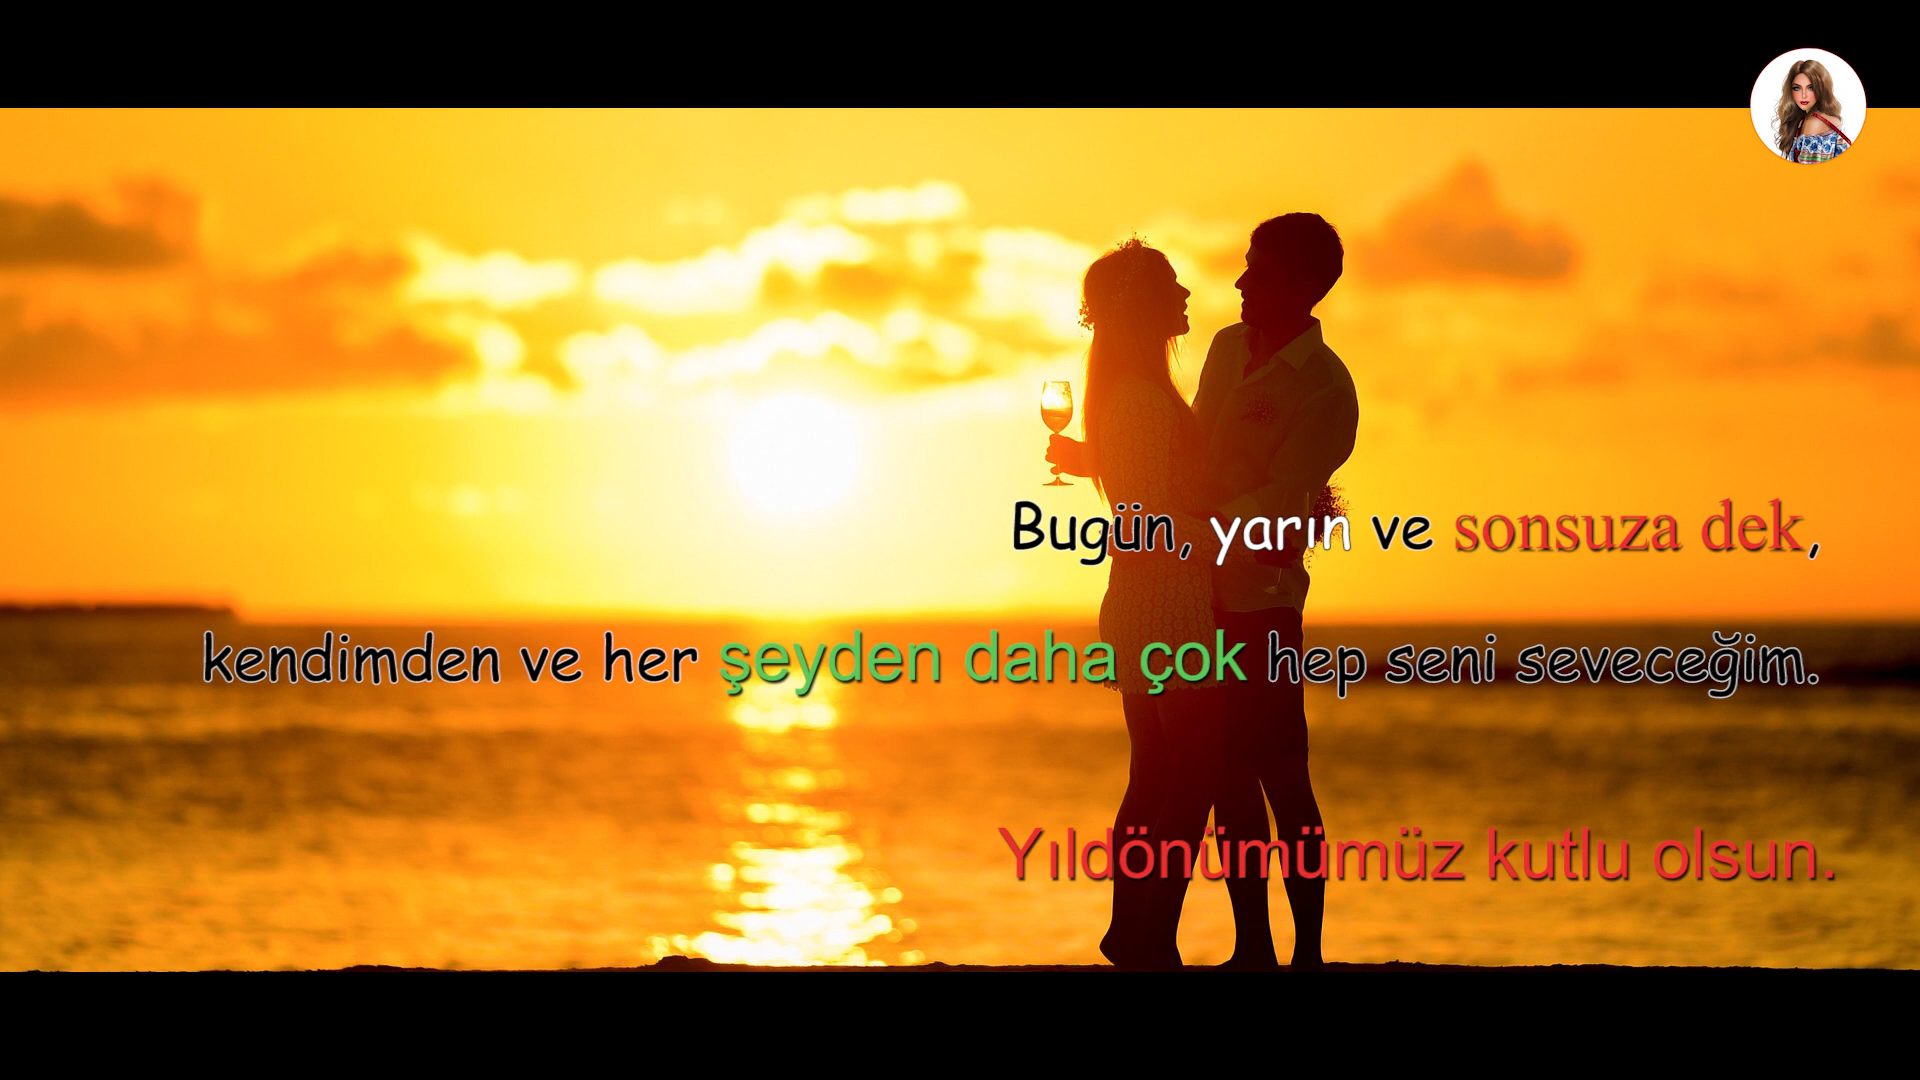 Bugün, yarın ve sonsuza dek,
kendimden ve her şeyden daha çok hep seni seveceğim.
Yıldönümümüz kutlu olsun.